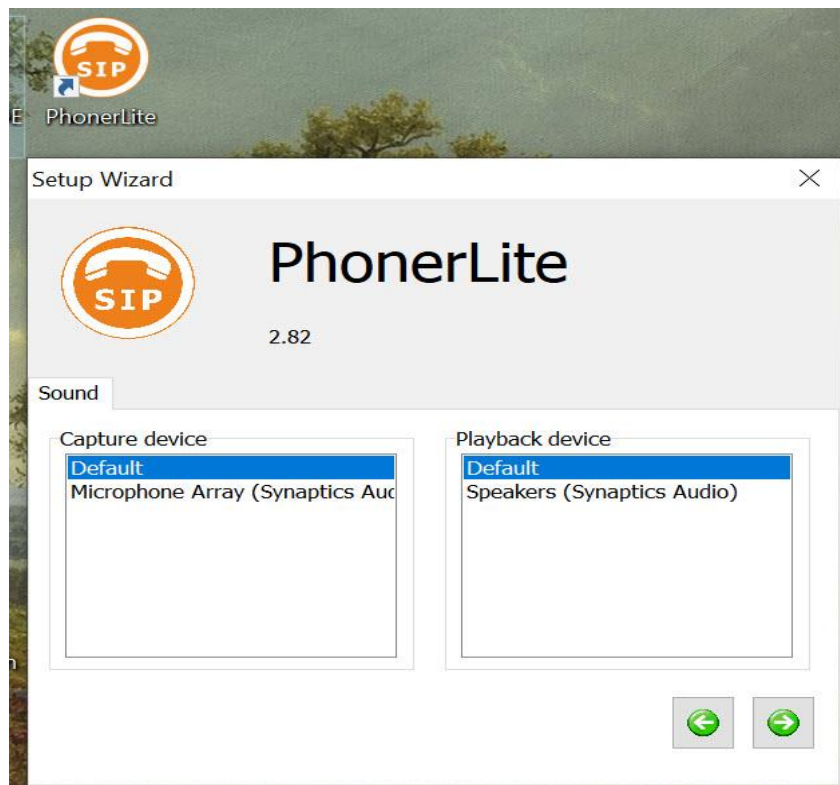 SIP
E PhonerLite
Setup Wizard
SIP
PhonerLite
2.82
Sound
Capture device
Default
Microphone Array (Synaptics Auc
Playback device
Default
Speakers (Synaptics Audio)
n